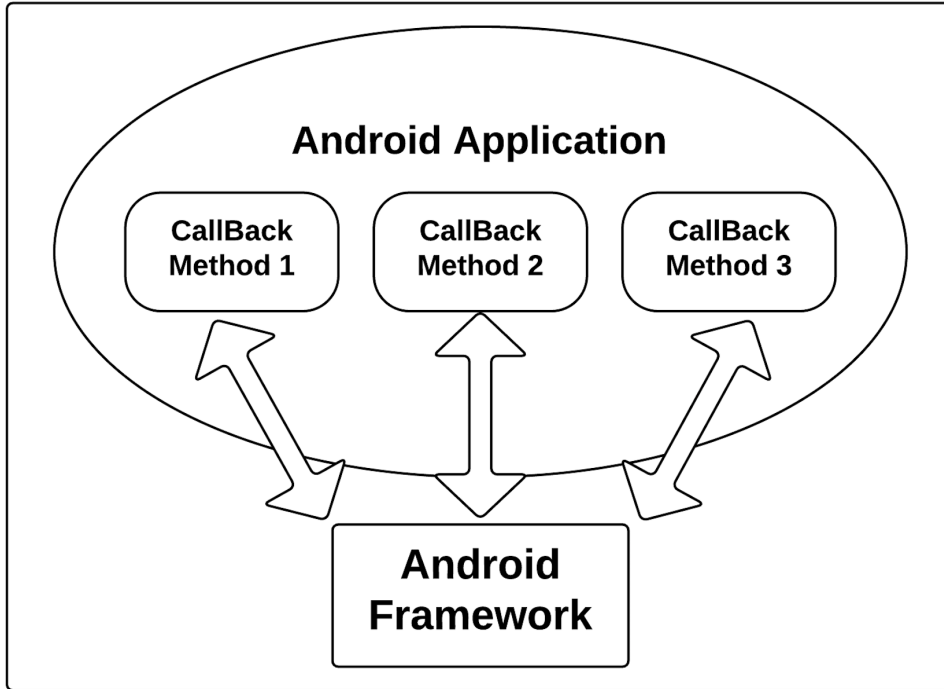 Android Application
CallBack
Method 1
CallBack
Method 2
CallBack
Method 3
Android
Framework